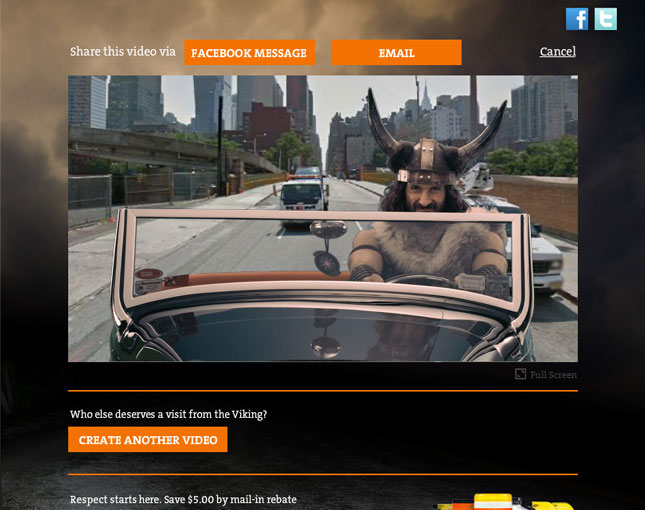 Share this video via
FACEBOOK MESSAGE
EMAIL
Cancel
Full Screen
Who else deserves a visit from the Viking?
CREATE ANOTHER VIDEO
Respect starts here. Save $5.00 by mail-in rebate